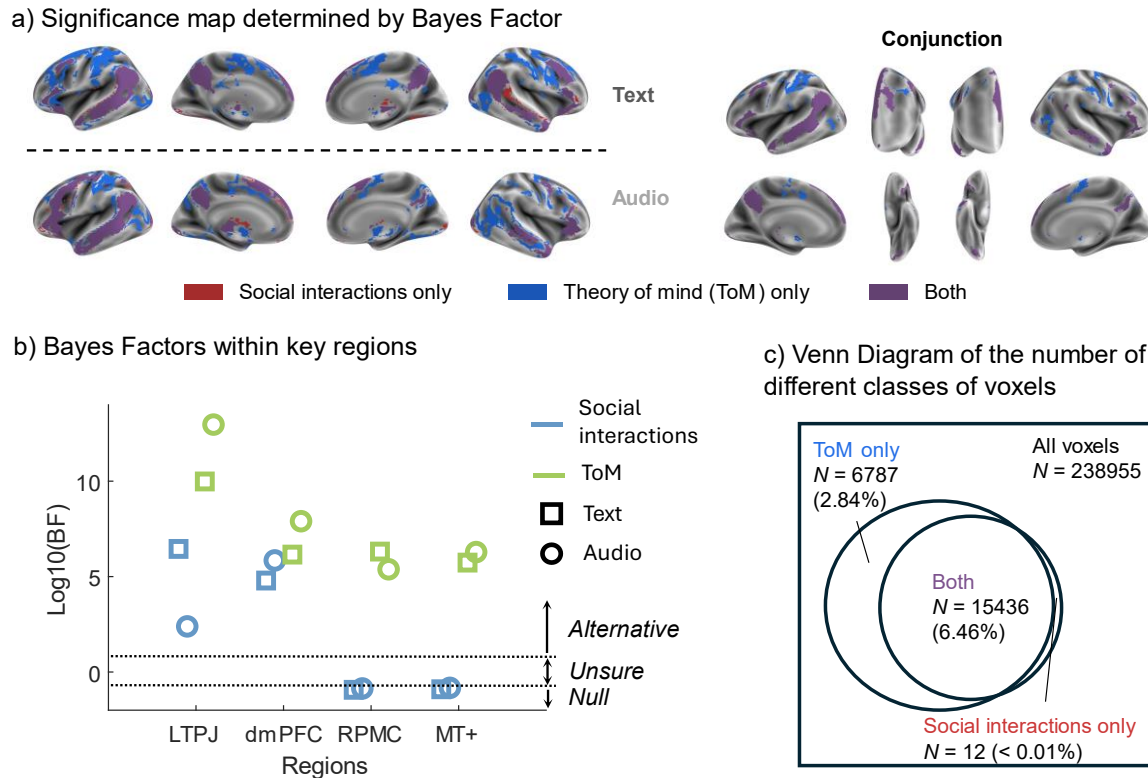 a) Significance map determined by Bayes Factor
Text
Audio
Conjunction
Social interactions only
Theory of mind (ToM) only
Both
b) Bayes Factors within key regions
Log10(BF)
10
5
0
LTPJ
dmPFC
RPMC
MT+
Regions
Social
interactions
ToM
Text
Audio
Alternative
Unsure
Null
c) Venn Diagram of the number of
different classes of voxels
ToM only
N = 6787
(2.84%)
All voxels
N = 238955
Both
N = 15436
(6.46%)
Social interactions only
N = 12 (< 0.01%)